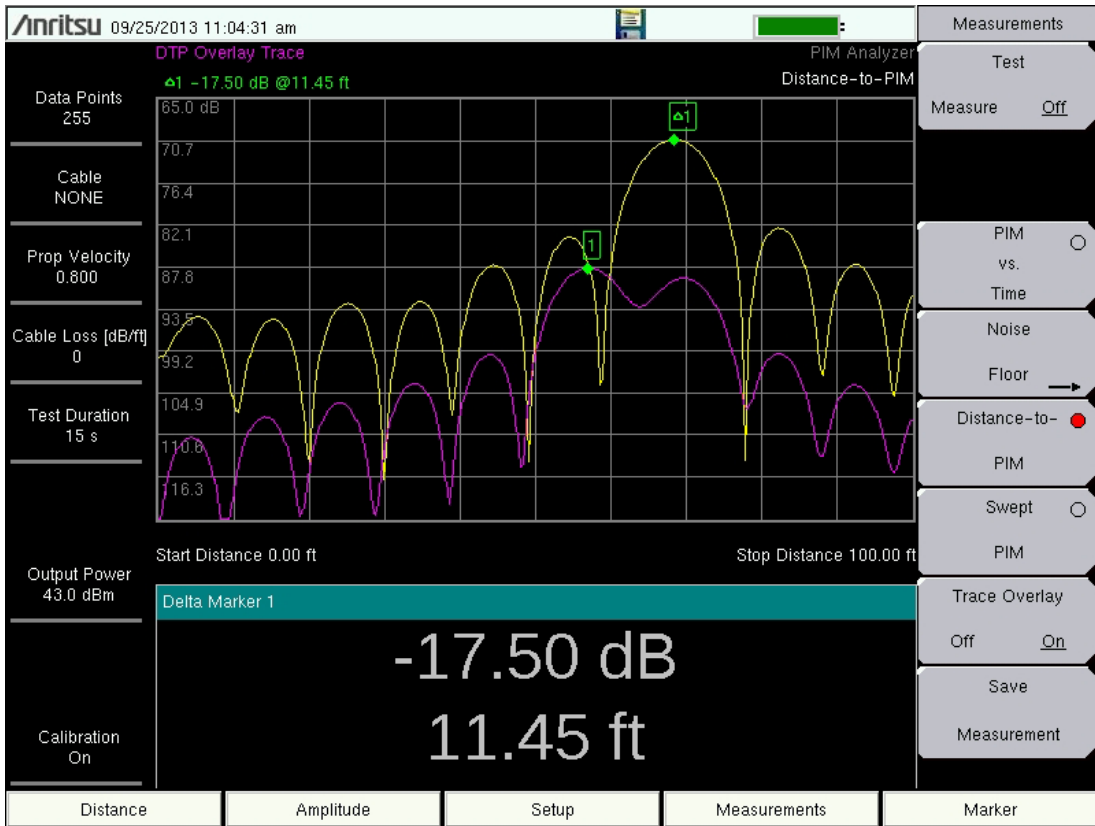 Anritsu 09/25/2013 11:04:31 am
Measurements
DTP Overlay Trace
PIM Analyzer
△1 -17.50 dB @11.45 ft
Distance-to-PIM
Data Points
255
Cable
NONE
Prop Velocity
0.800
Cable Loss [dB/ft]
0
Test Duration
15 s
Output Power
43.0 dBm
Calibration
On
65.0 dB
70.7
76.4
82.1
87.8
93.5
99.2
104.9
110.6
116.3
△1
1
Start Distance 0.00 ft
Stop Distance 100.00 ft
Delta Marker 1
-17.50 dB
11.45 ft
Test
Measure Off
PIM
vs.
Time
Noise
Floor
Distance-to-
PIM
Swept
PIM
Trace Overlay
Off On
Save
Measurement
Distance
Amplitude
Setup
Measurements
Marker